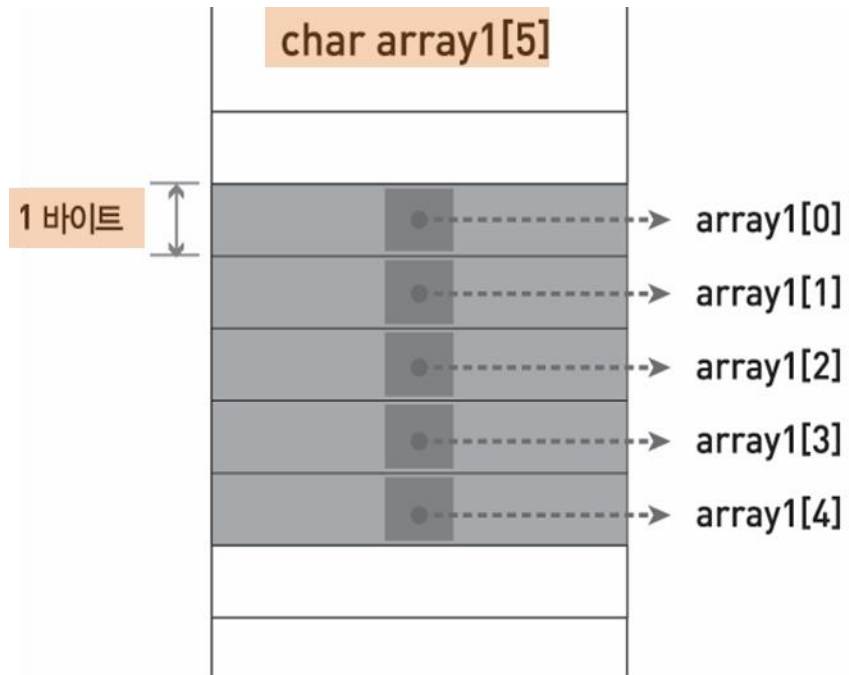 char array1[5]
1 바이트
array1[0]
array1[1]
array1[2]
array1[3]
array1[4]